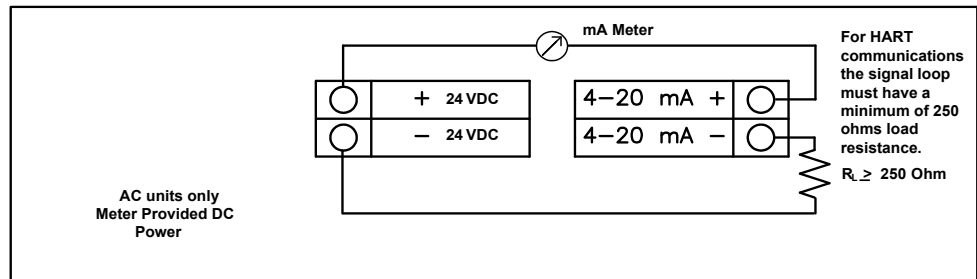 mA Meter
For HART
communications
the signal loop
must have a
minimum of 250
ohms load
resistance.
+ 24 VDC
4-20 mA +
− 24 VDC
4-20 mA −
RL ≥ 250 Ohm
AC units only
Meter Provided DC
Power